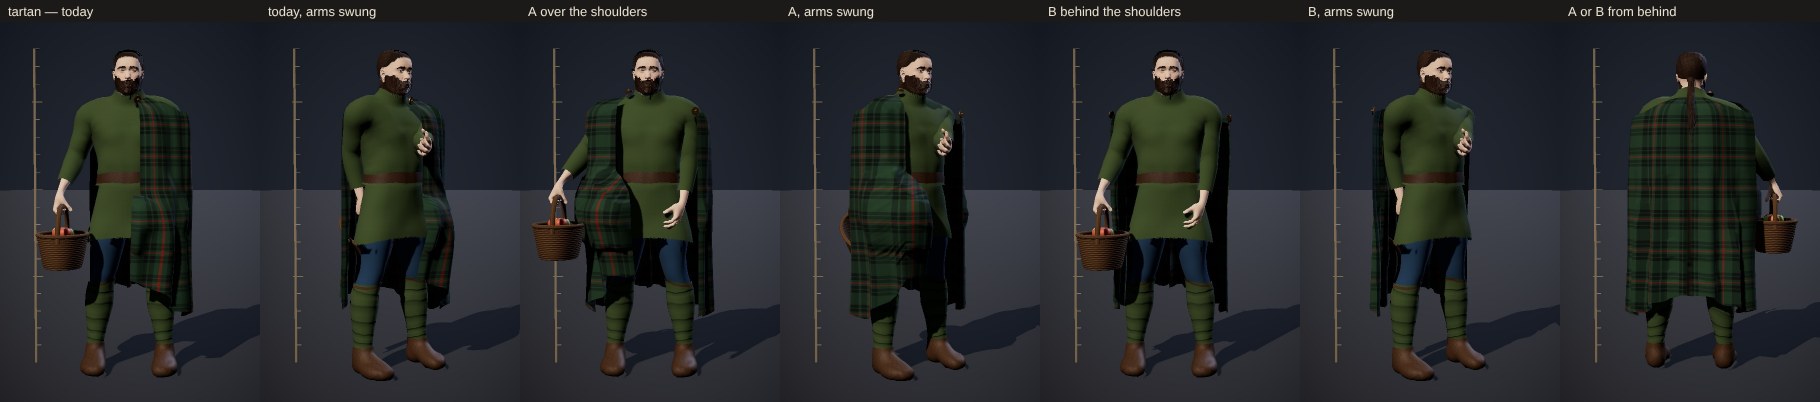 tartan — today
today, arms swung
A over the shoulders
A, arms swung
B behind the shoulders
B, arms swung
A or B from behind